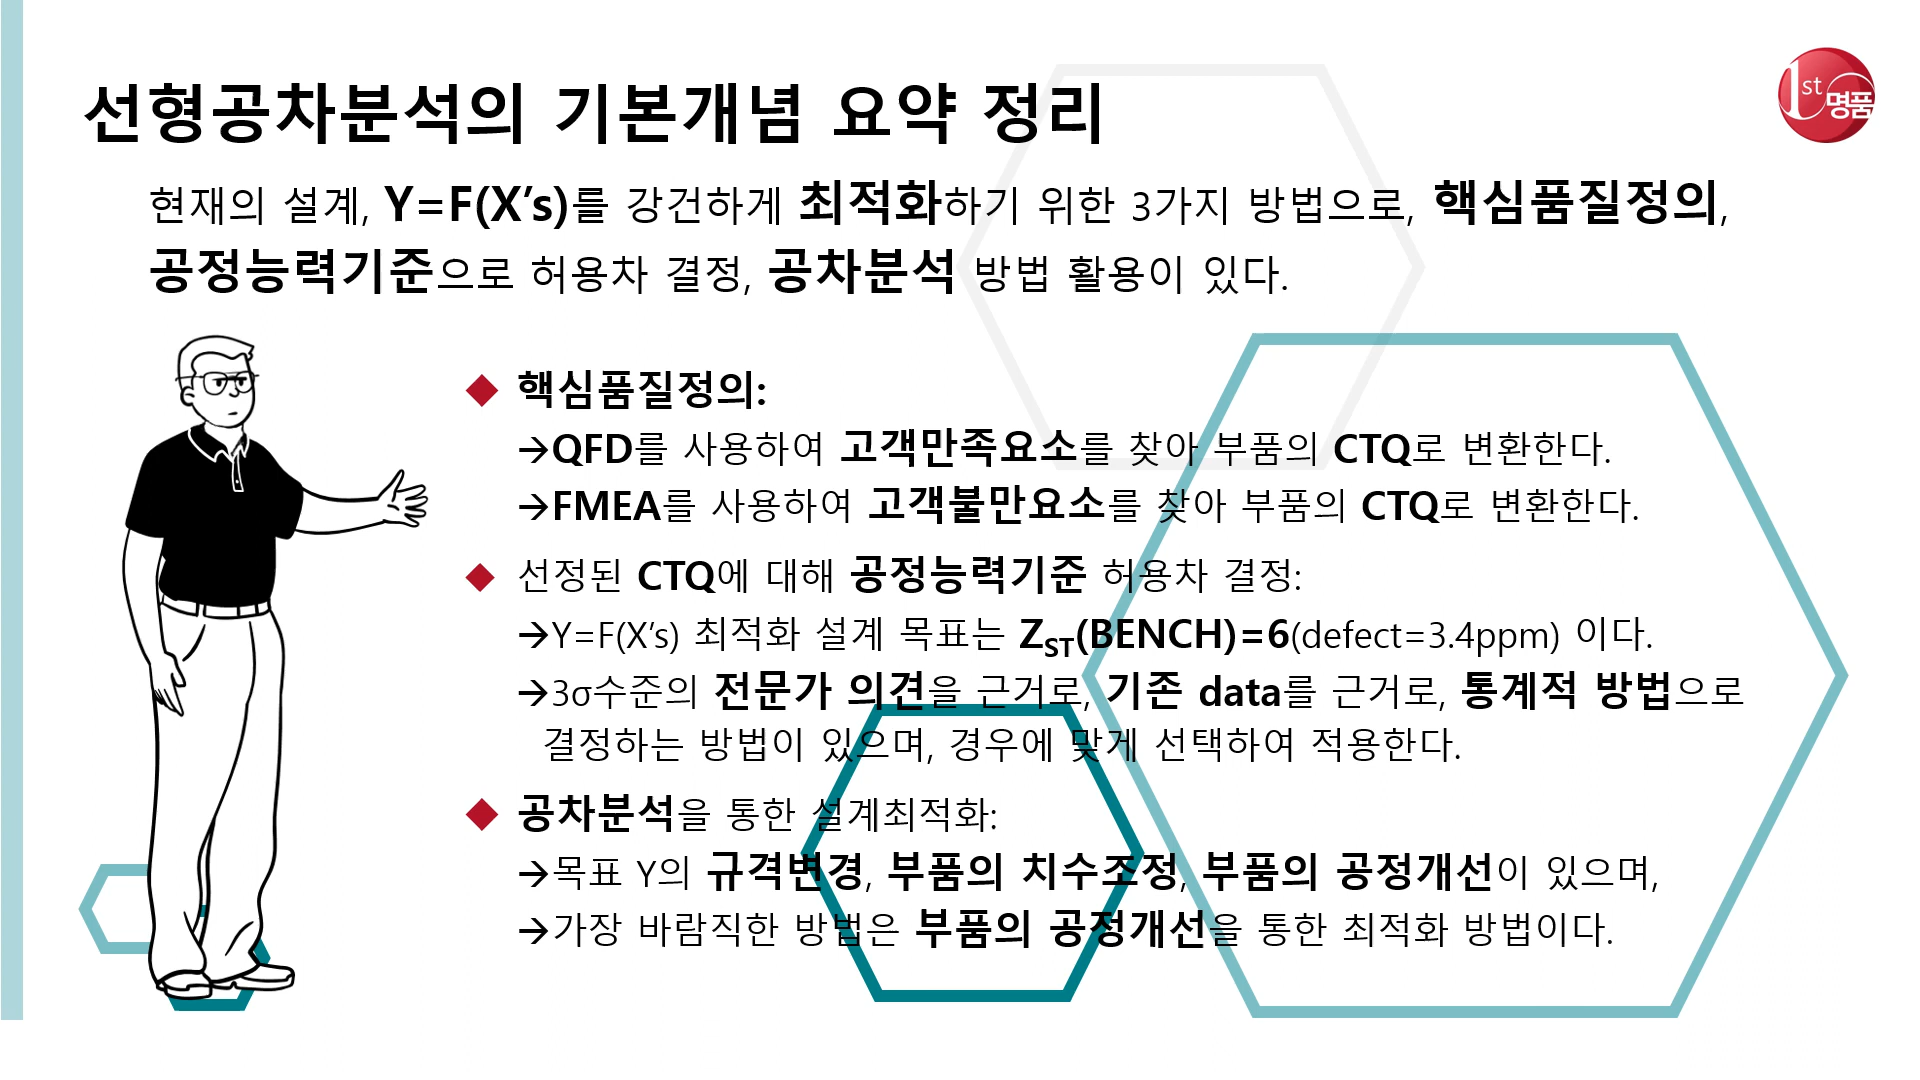 선형공차분석의 기본개념 요약 정리
1st 명품
현재의 설계, Y=F(X’s)를 강건하게 최적화하기 위한 3가지 방법으로, 핵심품질정의,
공정능력기준으로 허용차 결정, 공차분석 방법 활용이 있다.
◆ 핵심품질정의:
→QFD를 사용하여 고객만족요소를 찾아 부품의 CTQ로 변환한다.
→FMEA를 사용하여 고객불만요소를 찾아 부품의 CTQ로 변환한다.
◆ 선정된 CTQ에 대해 공정능력기준 허용차 결정:
→Y=F(X’s) 최적화 설계 목표는 ZST(BENCH)=6(defect=3.4ppm) 이다.
→3σ수준의 전문가 의견을 근거로, 기존 data를 근거로, 통계적 방법으로
결정하는 방법이 있으며, 경우에 맞게 선택하여 적용한다.
◆ 공차분석을 통한 설계최적화:
→목표 Y의 규격변경, 부품의 치수조정, 부품의 공정개선이 있으며,
→가장 바람직한 방법은 부품의 공정개선을 통한 최적화 방법이다.